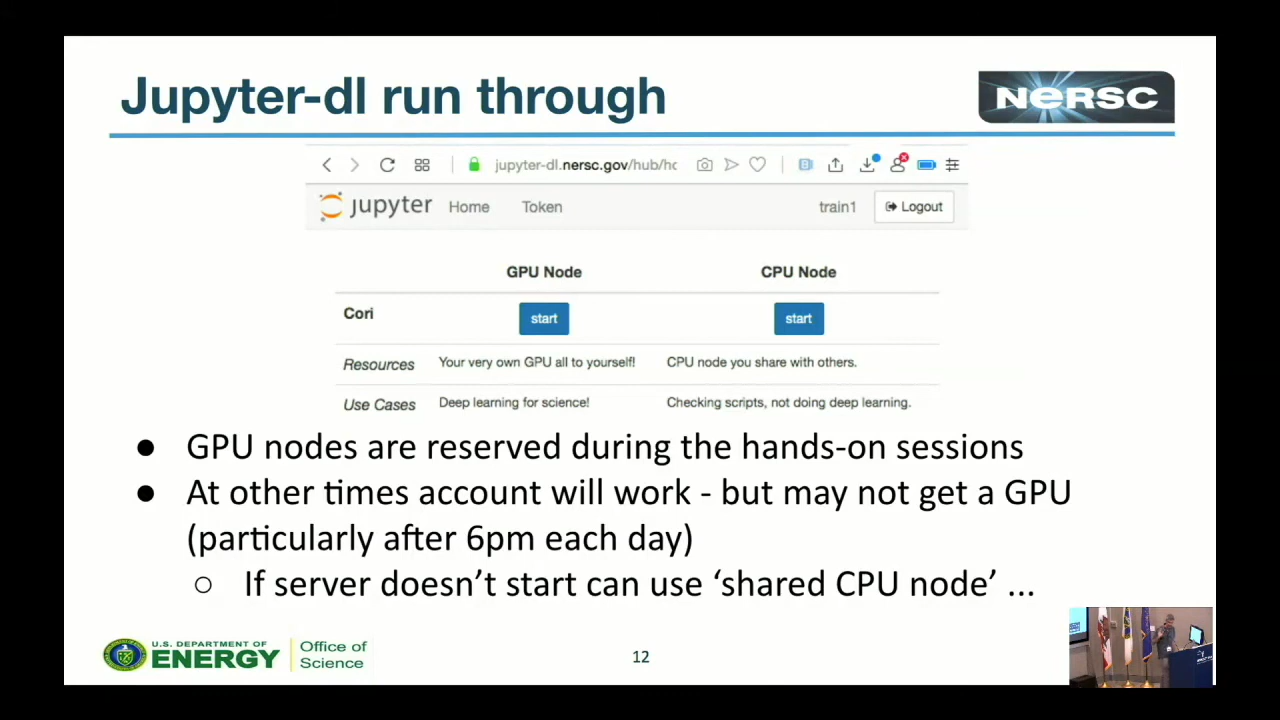 Jupyter-dl run through
NERSC
jupyter-dl.nersc.gov/hub/hc
jupyter Home Token train1 Logout
GPU Node CPU Node
Cori start start
Resources Your very own GPU all to yourself! CPU node you share with others.
Use Cases Deep learning for science! Checking scripts, not doing deep learning.
● GPU nodes are reserved during the hands-on sessions
● At other times account will work - but may not get a GPU
(particularly after 6pm each day)
○ If server doesn’t start can use ‘shared CPU node’ ...
U.S. DEPARTMENT OF
ENERGY
Office of
Science
12